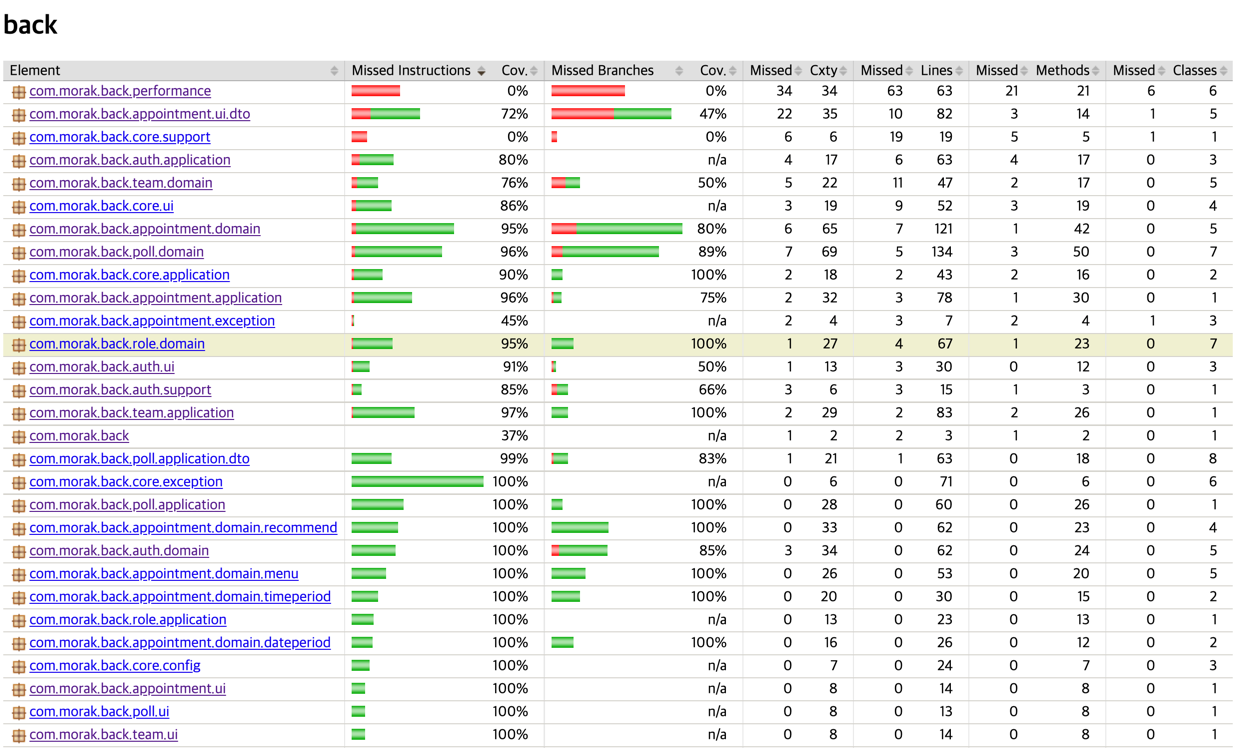 back
Element Missed Instructions Cov. Missed Branches Cov. Missed Cxty Missed Lines Missed Methods Missed Classes
com.morak.back.performance 0% 0% 34 34 63 63 21 21 6 6
com.morak.back.appointment.ui.dto 72% 47% 22 35 10 82 3 14 1 5
com.morak.back.core.support 0% 0% 6 6 19 19 5 5 1 1
com.morak.back.auth.application 80% n/a 4 17 6 63 4 17 0 3
com.morak.back.team.domain 76% 50% 5 22 11 47 2 17 0 5
com.morak.back.core.ui 86% n/a 3 19 9 52 3 19 0 4
com.morak.back.appointment.domain 95% 80% 6 65 7 121 1 42 0 5
com.morak.back.poll.domain 96% 89% 7 69 5 134 3 50 0 7
com.morak.back.core.application 90% 100% 2 18 2 43 2 16 0 2
com.morak.back.appointment.application 96% 75% 2 32 3 78 1 30 0 1
com.morak.back.appointment.exception 45% n/a 2 4 3 7 2 4 1 3
com.morak.back.role.domain 95% 100% 1 27 4 67 1 23 0 7
com.morak.back.auth.ui 91% 50% 1 13 3 30 0 12 0 3
com.morak.back.auth.support 85% 66% 3 6 3 15 1 3 0 1
com.morak.back.team.application 97% 100% 2 29 2 83 2 26 0 1
com.morak.back 37% n/a 1 2 2 3 1 2 0 1
com.morak.back.poll.application.dto 99% 83% 1 21 1 63 0 18 0 8
com.morak.back.core.exception 100% n/a 0 6 0 71 0 6 0 6
com.morak.back.poll.application 100% 100% 0 28 0 60 0 26 0 1
com.morak.back.appointment.domain.recommend 100% 100% 0 33 0 62 0 23 0 4
com.morak.back.auth.domain 100% 85% 3 34 0 62 0 24 0 5
com.morak.back.appointment.domain.menu 100% 100% 0 26 0 53 0 20 0 5
com.morak.back.appointment.domain.timeperiod 100% 100% 0 20 0 30 0 15 0 2
com.morak.back.role.application 100% n/a 0 13 0 23 0 13 0 1
com.morak.back.appointment.domain.dateperiod 100% 100% 0 16 0 26 0 12 0 2
com.morak.back.core.config 100% n/a 0 7 0 24 0 7 0 3
com.morak.back.appointment.ui 100% n/a 0 8 0 14 0 8 0 1
com.morak.back.poll.ui 100% n/a 0 8 0 13 0 8 0 1
com.morak.back.team.ui 100% n/a 0 8 0 14 0 8 0 1